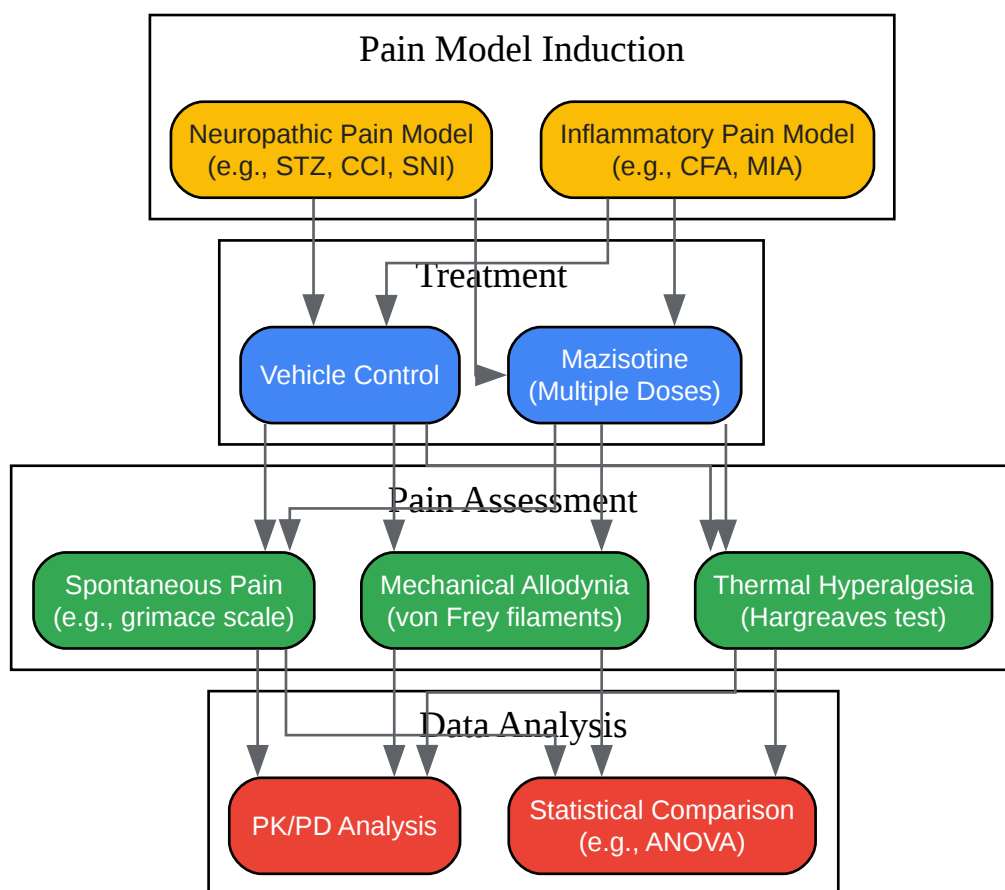 Pain Model Induction
Neuropathic Pain Model
(e.g., STZ, CCI, SNI)
Inflammatory Pain Model
(e.g., CFA, MIA)
Treatment
Vehicle Control
Mazisotine
(Multiple Doses)
Pain Assessment
Spontaneous Pain
(e.g., grimace scale)
Mechanical Allodynia
(von Frey filaments)
Thermal Hyperalgesia
(Hargreaves test)
Data Analysis
PK/PD Analysis
Statistical Comparison
(e.g., ANOVA)